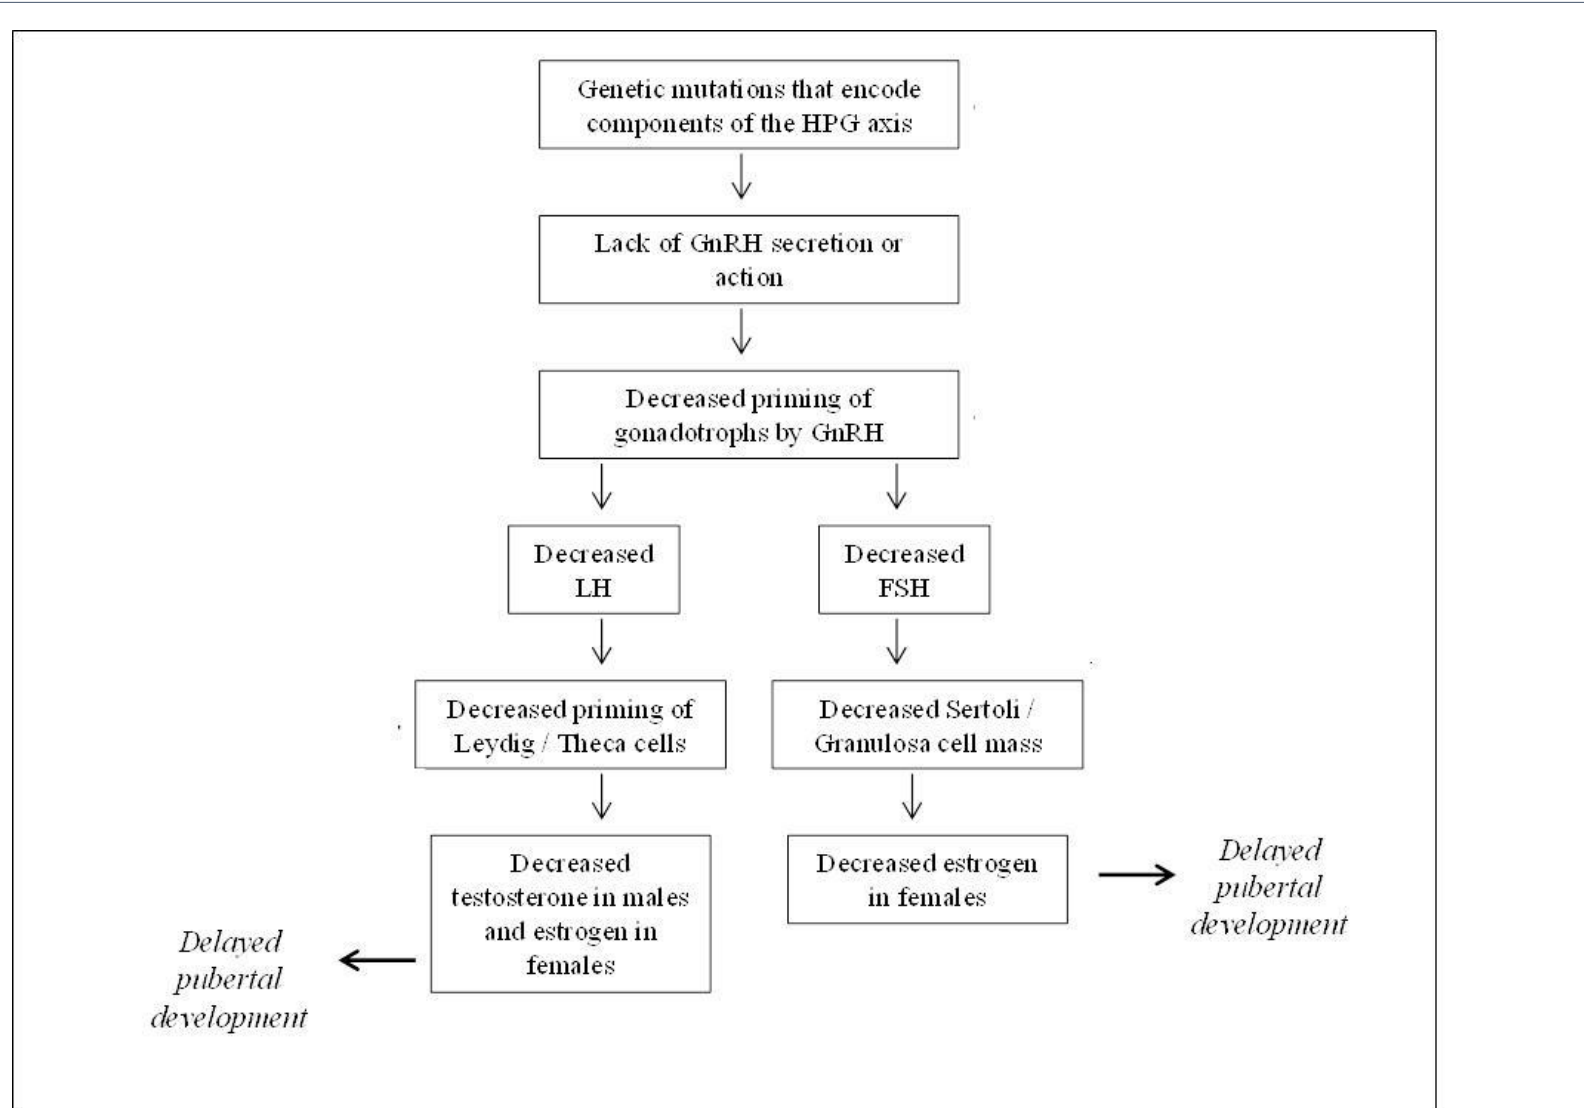 Genetic mutations that encode
components of the HPG axis
Lack of GnRH secretion or
action
Decreased priming of
gonadotrophs by GnRH
Decreased
LH
Decreased
FSH
Decreased priming of
Leydig / Theca cells
Decreased Sertoli /
Granulosa cell mass
Decreased
testosterone in males
and estrogen in
females
Decreased estrogen
in females
Delayed
pubertal
development
Delayed
pubertal
development